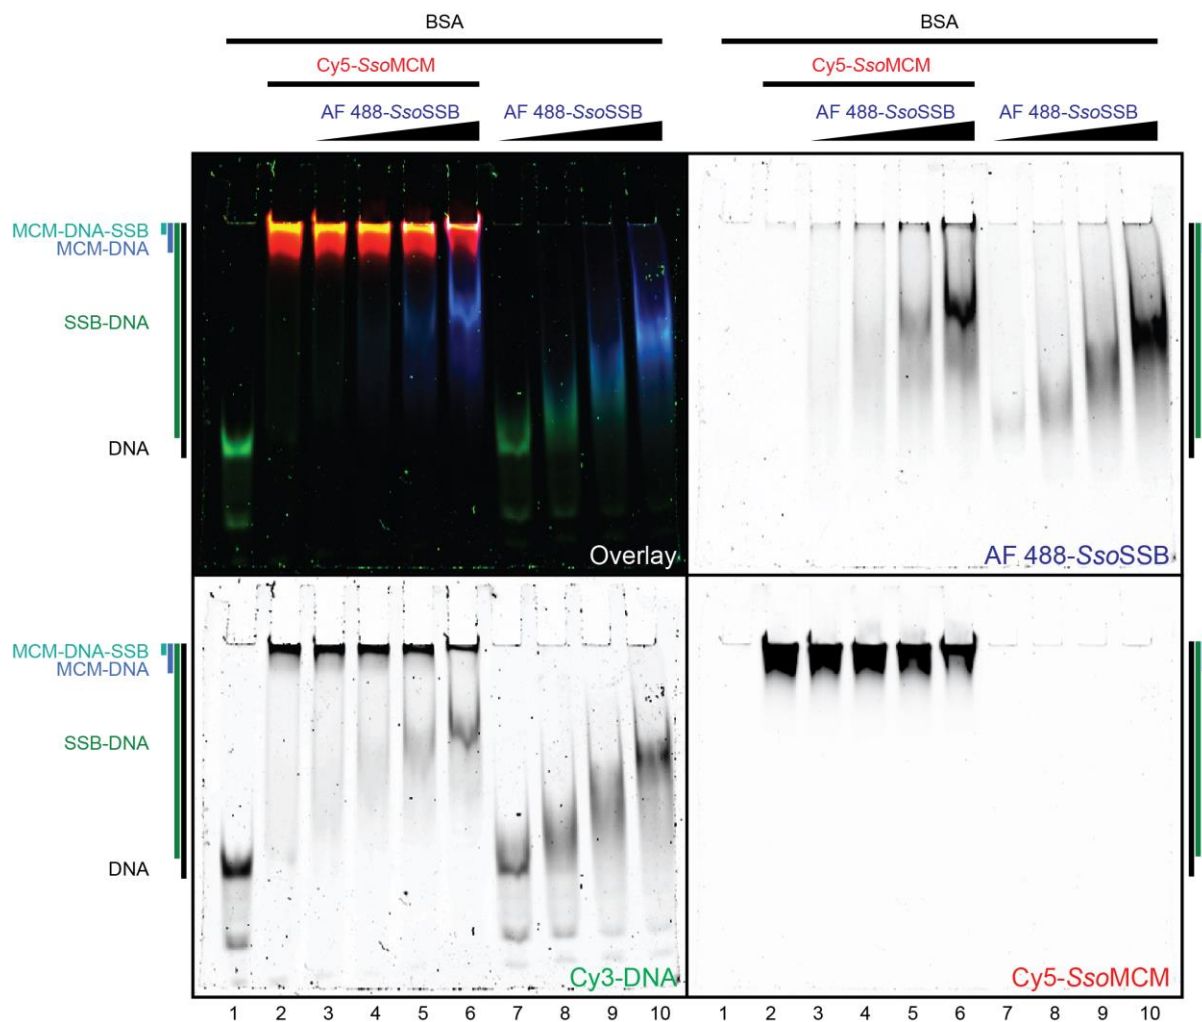 BSA BSA
Cy5-SsoMCM Cy5-SsoMCM
AF 488-SsoSSB AF 488-SsoSSB AF 488-SsoSSB AF 488-SsoSSB
MCM-DNA-SSB
MCM-DNA
SSB-DNA
DNA
Overlay AF 488-SsoSSB
MCM-DNA-SSB
MCM-DNA
SSB-DNA
DNA
Cy3-DNA Cy5-SsoMCM
1 2 3 4 5 6 7 8 9 10 1 2 3 4 5 6 7 8 9 10